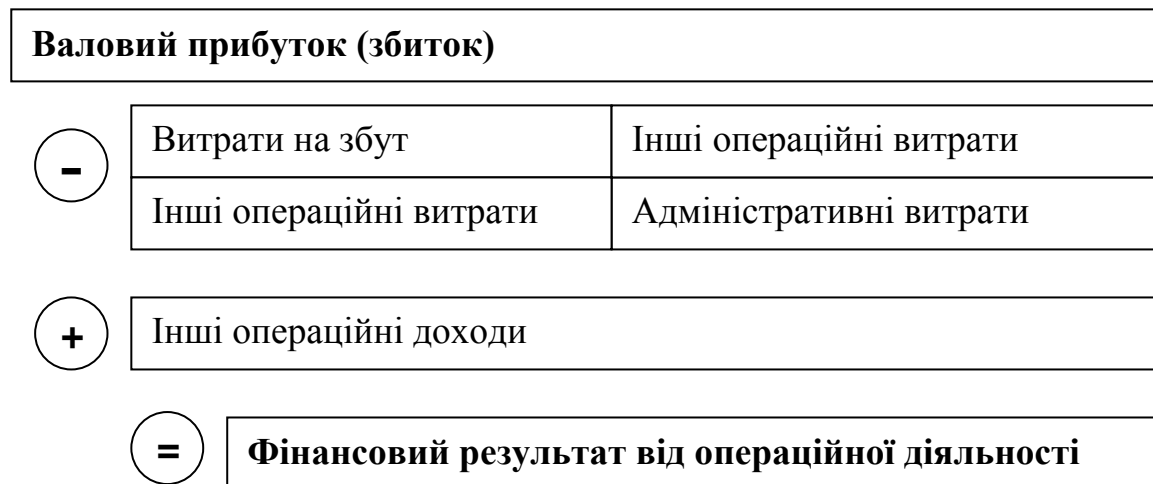 Валовий прибуток (збиток)
-
Витрати на збут
Інші операційні витрати
Інші операційні витрати
Адміністративні витрати
+
Інші операційні доходи
=
Фінансовий результат від операційної діяльності